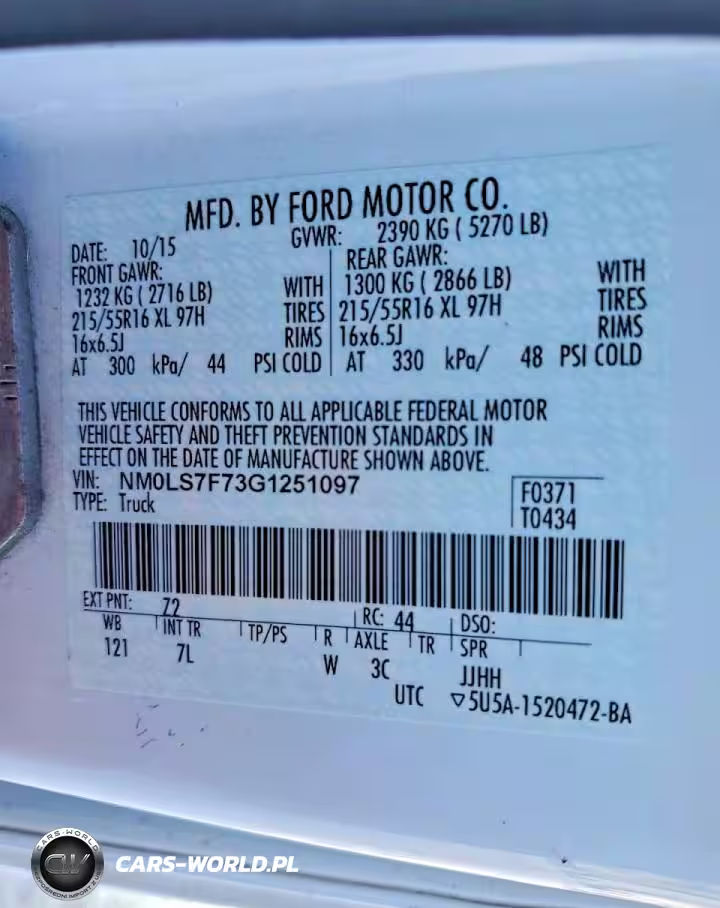 MFD. BY FORD MOTOR CO.
DATE: 10/15 GVWR: 2390 KG ( 5270 LB)
FRONT GAWR: REAR GAWR:
1232 KG ( 2716 LB) WITH 1300 KG ( 2866 LB) WITH
215/55R16 XL 97H TIRES 215/55R16 XL 97H TIRES
16x6.5J RIMS 16x6.5J RIMS
AT 300 kPa/ 44 PSI COLD AT 330 kPa/ 48 PSI COLD
THIS VEHICLE CONFORMS TO ALL APPLICABLE FEDERAL MOTOR
VEHICLE SAFETY AND THEFT PREVENTION STANDARDS IN
EFFECT ON THE DATE OF MANUFACTURE SHOWN ABOVE.
VIN: NM0LS7F73G1251097
TYPE: Truck
F0371
T0434
EXT PNT: Z2 RC: 44 DSO:
WB INT TR TP/PS R AXLE TR SPR
121 7L W 3C JJHH
UTC ▽5U5A-1520472-BA
CARS-WORLD
CW
CARS-WORLD.PL